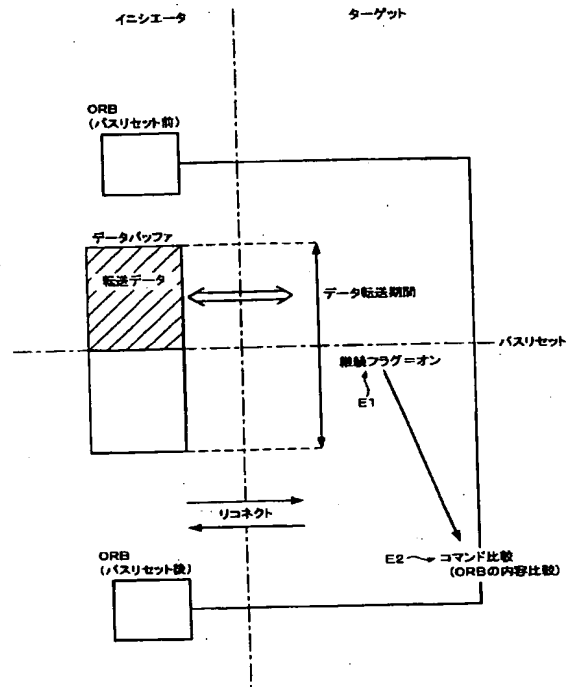 イニシエータ
ターゲット
ORB
(バスリセット前)
データバッファ
転送データ
データ転送期間
バスリセット
継続フラグ=オン
E1
リコネクト
ORB
(バスリセット後)
E2
コマンド比較
(ORBの内容比較)